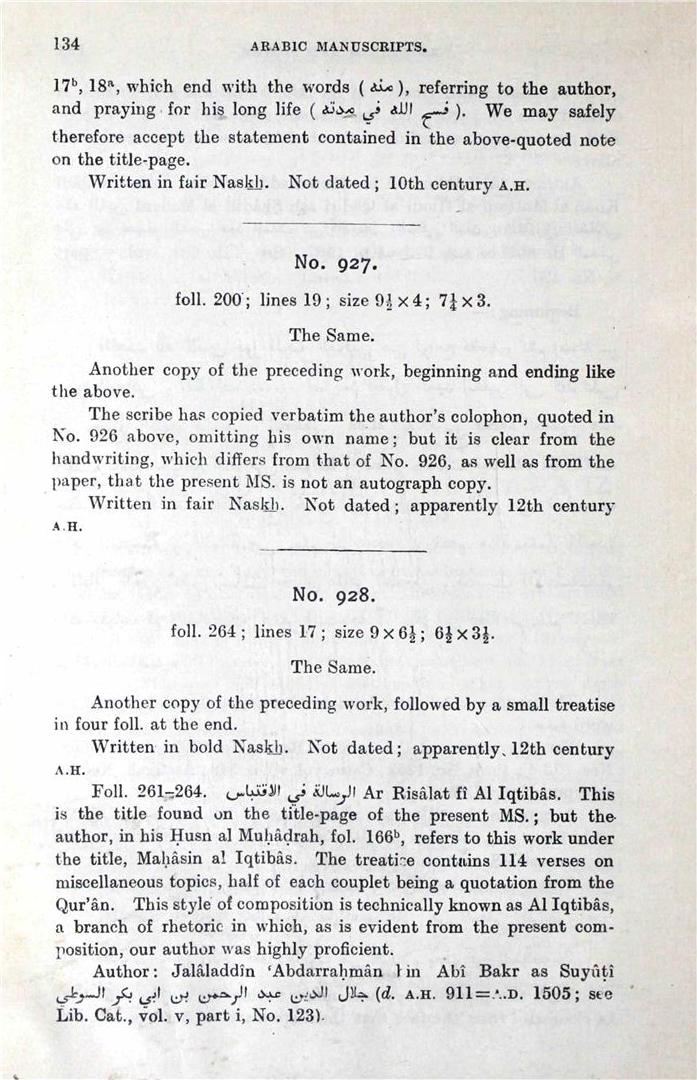 134
ARABIC MANUSCRIPTS.
17ᵇ, 18ᵃ, which end with the words (منه), referring to the author,
and praying for his long life (فسح الله في مدته). We may safely
therefore accept the statement contained in the above-quoted note
on the title-page.
Written in fair Nas͟kh. Not dated; 10th century A.H.
No. 927.
foll. 200; lines 19; size 9½ × 4; 7¼ × 3.
The Same.
Another copy of the preceding work, beginning and ending like
the above.
The scribe has copied verbatim the author's colophon, quoted in
No. 926 above, omitting his own name; but it is clear from the
handwriting, which differs from that of No. 926, as well as from the
paper, that the present MS. is not an autograph copy.
Written in fair Nas͟kh. Not dated; apparently 12th century
A.H.
No. 928.
foll. 264; lines 17; size 9 × 6½; 6½ × 3½.
The Same.
Another copy of the preceding work, followed by a small treatise
in four foll. at the end.
Written in bold Nas͟kh. Not dated; apparently 12th century
A.H.
Foll. 261–264. الرسالة في الاقتباس Ar Risâlat fî Al Iqtibâs. This
is the title found on the title-page of the present MS.; but the
author, in his Ḥusn al Muḥâḍrah, fol. 166ᵇ, refers to this work under
the title, Maḥâsin al Iqtibâs. The treatise contains 114 verses on
miscellaneous topics, half of each couplet being a quotation from the
Qur'ân. This style of composition is technically known as Al Iqtibâs,
a branch of rhetoric in which, as is evident from the present com-
position, our author was highly proficient.
Author: Jalâladdîn ‘Abdarraḥmân bin Abî Bakr as Suyûṭî
جلال الدين عبد الرحمن بن ابي بكر السوطي (d. A.H. 911=A.D. 1505; see
Lib. Cat., vol. v, part i, No. 123).